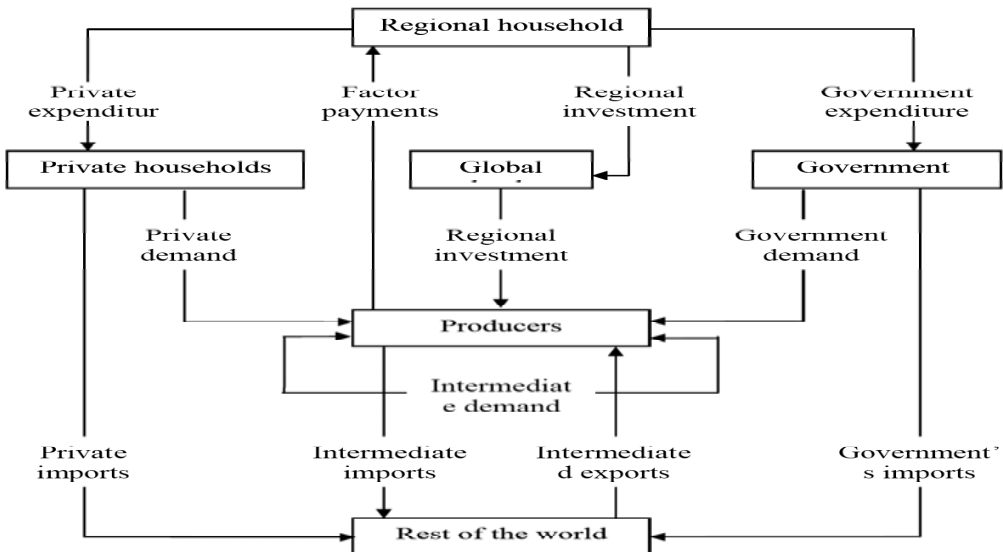 Regional household
Private
expenditur
Factor
payments
Regional
investment
Government
expenditure
Private households
Global
Government
Private
demand
Regional
investment
Government
demand
Producers
Intermediat
e demand
Private
imports
Intermediate
imports
Intermediate
d exports
Government’
s imports
Rest of the world